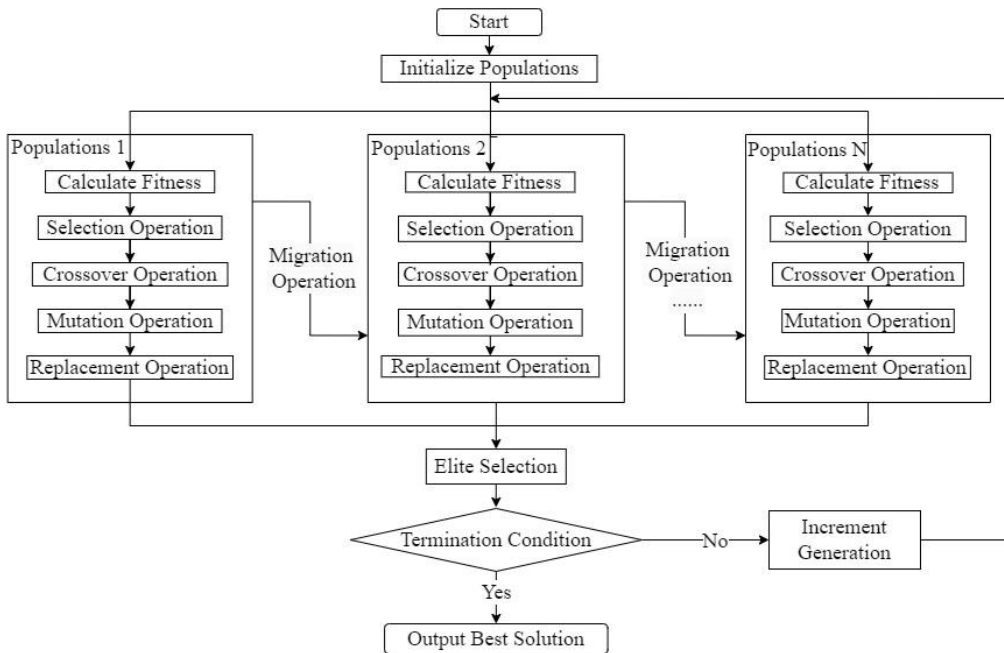 Start
Initialize Populations
Populations 1
Calculate Fitness
Selection Operation
Crossover Operation
Mutation Operation
Replacement Operation
Migration
Operation
Populations 2
Calculate Fitness
Selection Operation
Crossover Operation
Mutation Operation
Replacement Operation
Migration
Operation
......
Populations N
Calculate Fitness
Selection Operation
Crossover Operation
Mutation Operation
Replacement Operation
Elite Selection
Termination Condition
No
Increment
Generation
Yes
Output Best Solution